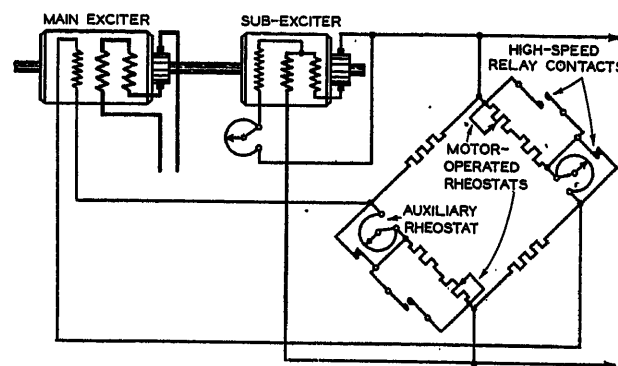 MAIN EXCITER
SUB-EXCITER
HIGH-SPEED
RELAY CONTACTS
MOTOR-
OPERATED
RHEOSTATS
AUXILIARY
RHEOSTAT